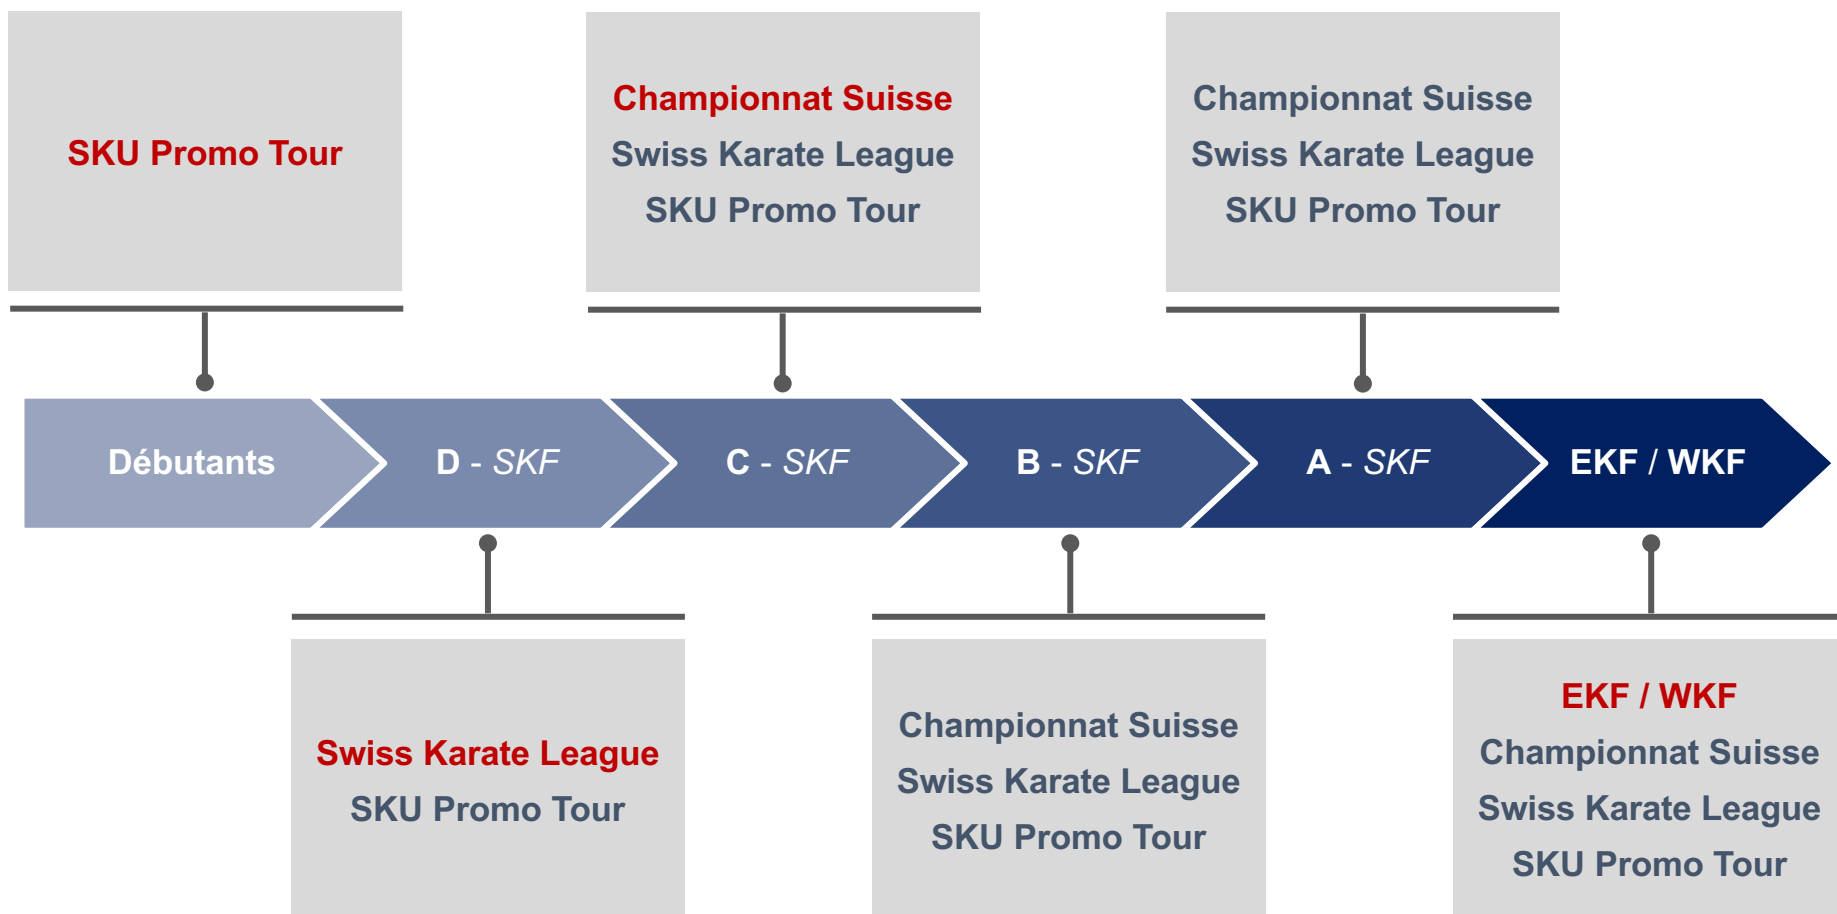 SKU Promo Tour
Championnat Suisse
Swiss Karate League
SKU Promo Tour
Championnat Suisse
Swiss Karate League
SKU Promo Tour
Débutants
D - SKF
C - SKF
B - SKF
A - SKF
EKF / WKF
Swiss Karate League
SKU Promo Tour
Championnat Suisse
Swiss Karate League
SKU Promo Tour
EKF / WKF
Championnat Suisse
Swiss Karate League
SKU Promo Tour